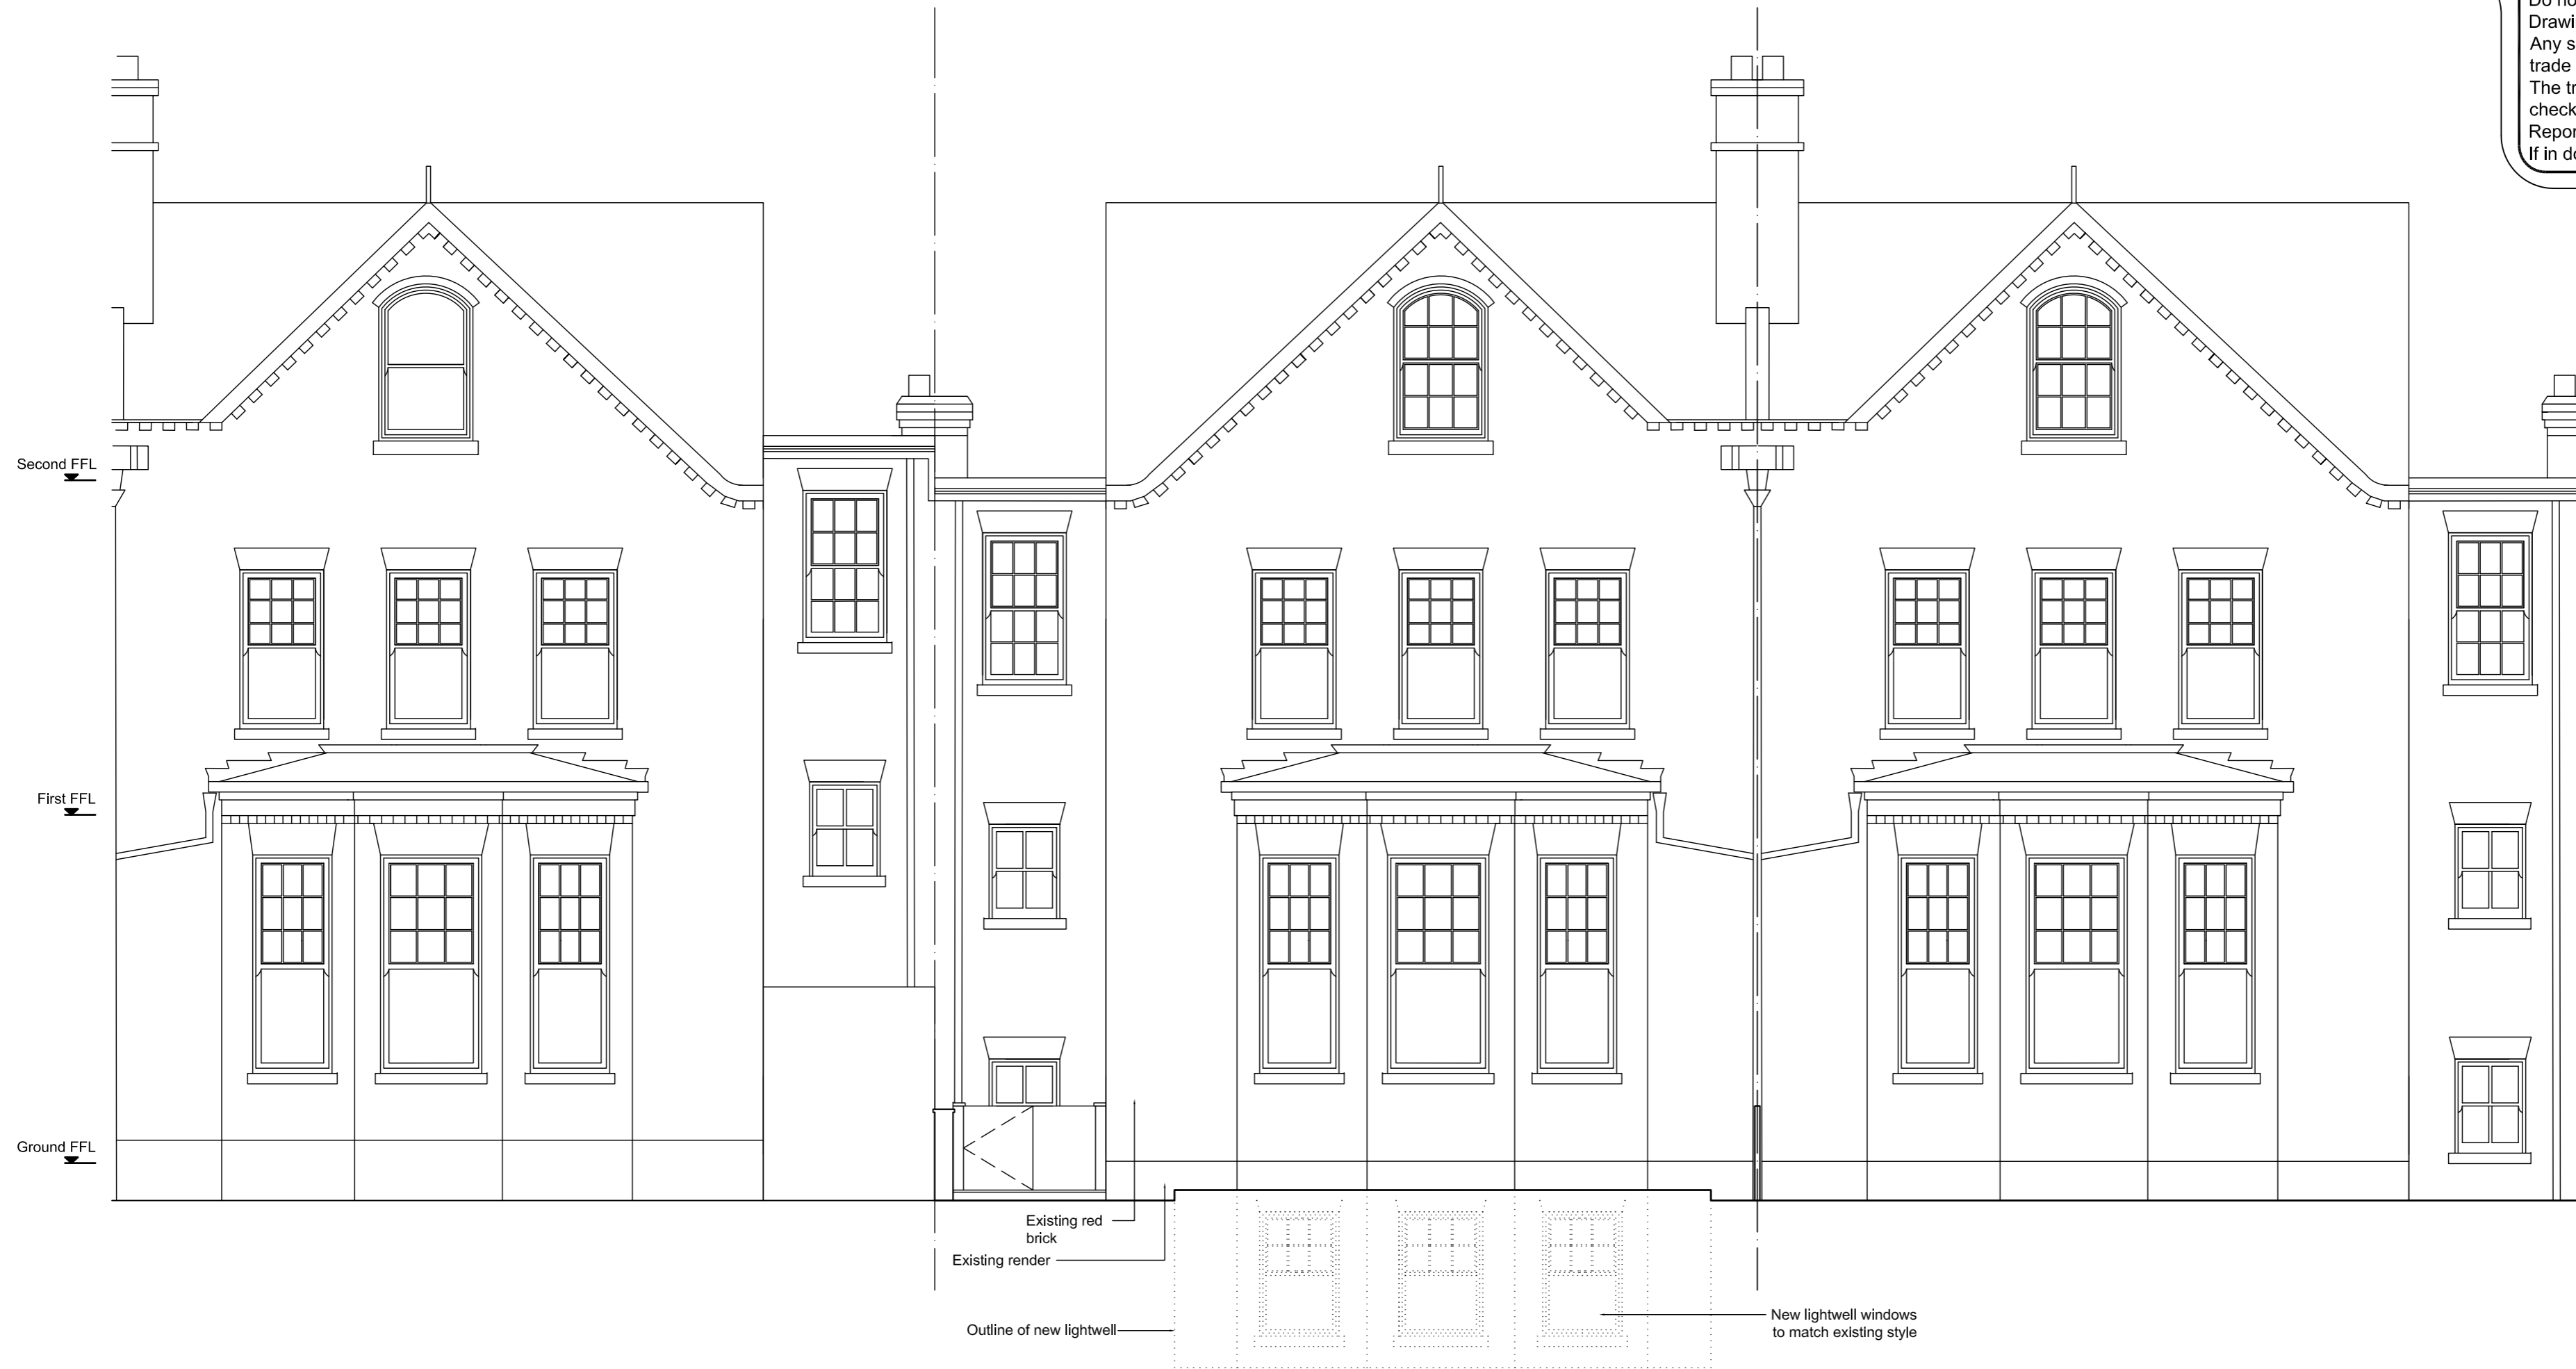 Drawi
Any s
trade
The tr
check
Repor
If in do
Second FFL
First FFL
Ground FFL
Existing red
brick
Existing render
Outline of new lightwell
New lightwell windows
to match existing style